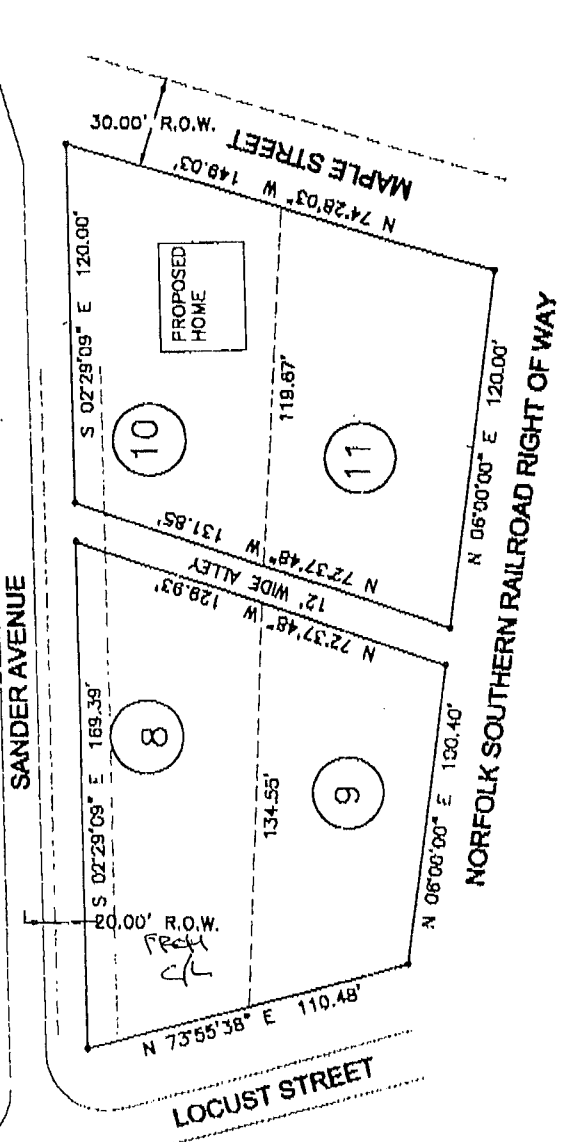 30.00' R.O.W.
MAPLE STREET
N 74°28'03" W 149.03'
S 02°29'09" E 120.00'
PROPOSED
HOME
10
119.67'
11
N 06°00'00" E 120.00'
NORFOLK SOUTHERN RAILROAD RIGHT OF WAY
N 72°37'48" W 131.85'
12' WIDE ALLEY
N 72°37'48" W 129.93'
SANDER AVENUE
S 02°29'09" E 169.39'
8
134.55'
9
N 06°00'00" E 100.40'
20.00' R.O.W.
FROM
C/L
N 73°55'38" E 110.48'
LOCUST STREET